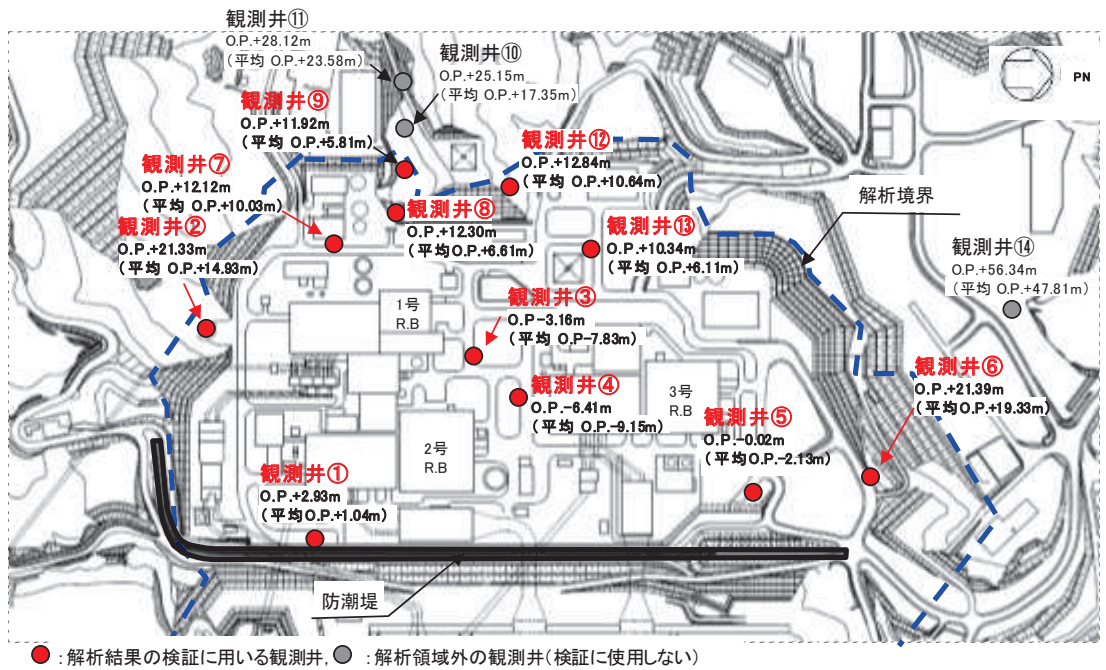 観測井⑪
O.P.+28.12m
(平均 O.P.+23.58m)
観測井⑩
O.P.+25.15m
(平均 O.P.+17.35m)
PN
観測井⑨
O.P.+11.92m
(平均 O.P.+5.81m)
観測井⑫
O.P.+12.84m
(平均 O.P.+10.64m)
観測井⑦
O.P.+12.12m
(平均 O.P.+10.03m)
解析境界
観測井⑧
O.P.+12.30m
(平均O.P.+6.61m)
観測井②
O.P.+21.33m
(平均 O.P.+14.93m)
観測井⑬
O.P.+10.34m
(平均O.P.+6.11m)
観測井⑭
O.P.+56.34m
(平均 O.P.+47.81m)
観測井③
O.P-3.16m
(平均 O.P-7.83m)
1号
R.B
観測井⑥
O.P.+21.39m
(平均O.P.+19.33m)
観測井④
O.P.-6.41m
(平均 O.P-9.15m)
3号
R.B
観測井⑤
O.P.-0.02m
(平均O.P.-2.13m)
2号
R.B
観測井①
O.P.+2.93m
(平均O.P.+1.04m)
防潮堤
:解析結果の検証に用いる観測井, :解析領域外の観測井(検証に使用しない)